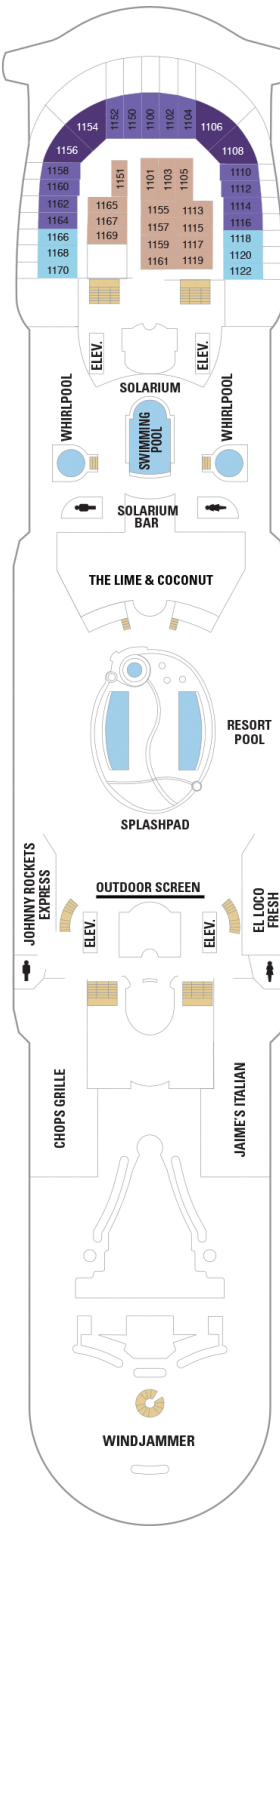 1154
1152
1150
1100
1102
1104
1106
1156
1108
1158
1160
1162
1164
1166
1168
1170
1151
1165
1167
1169
1101
1103
1105
1155
1113
1157
1115
1159
1117
1161
1119
1110
1112
1114
1116
1118
1120
1122
ELEV.
ELEV.
SOLARIUM
WHIRLPOOL
SWIMMING
POOL
WHIRLPOOL
SOLARIUM
BAR
THE LIME & COCONUT
RESORT
POOL
SPLASHPAD
JOHNNY ROCKETS
EXPRESS
OUTDOOR SCREEN
ELEV.
ELEV.
EL LOCO
FRESH
CHOPS GRILLE
JAIME'S ITALIAN
WINDJAMMER